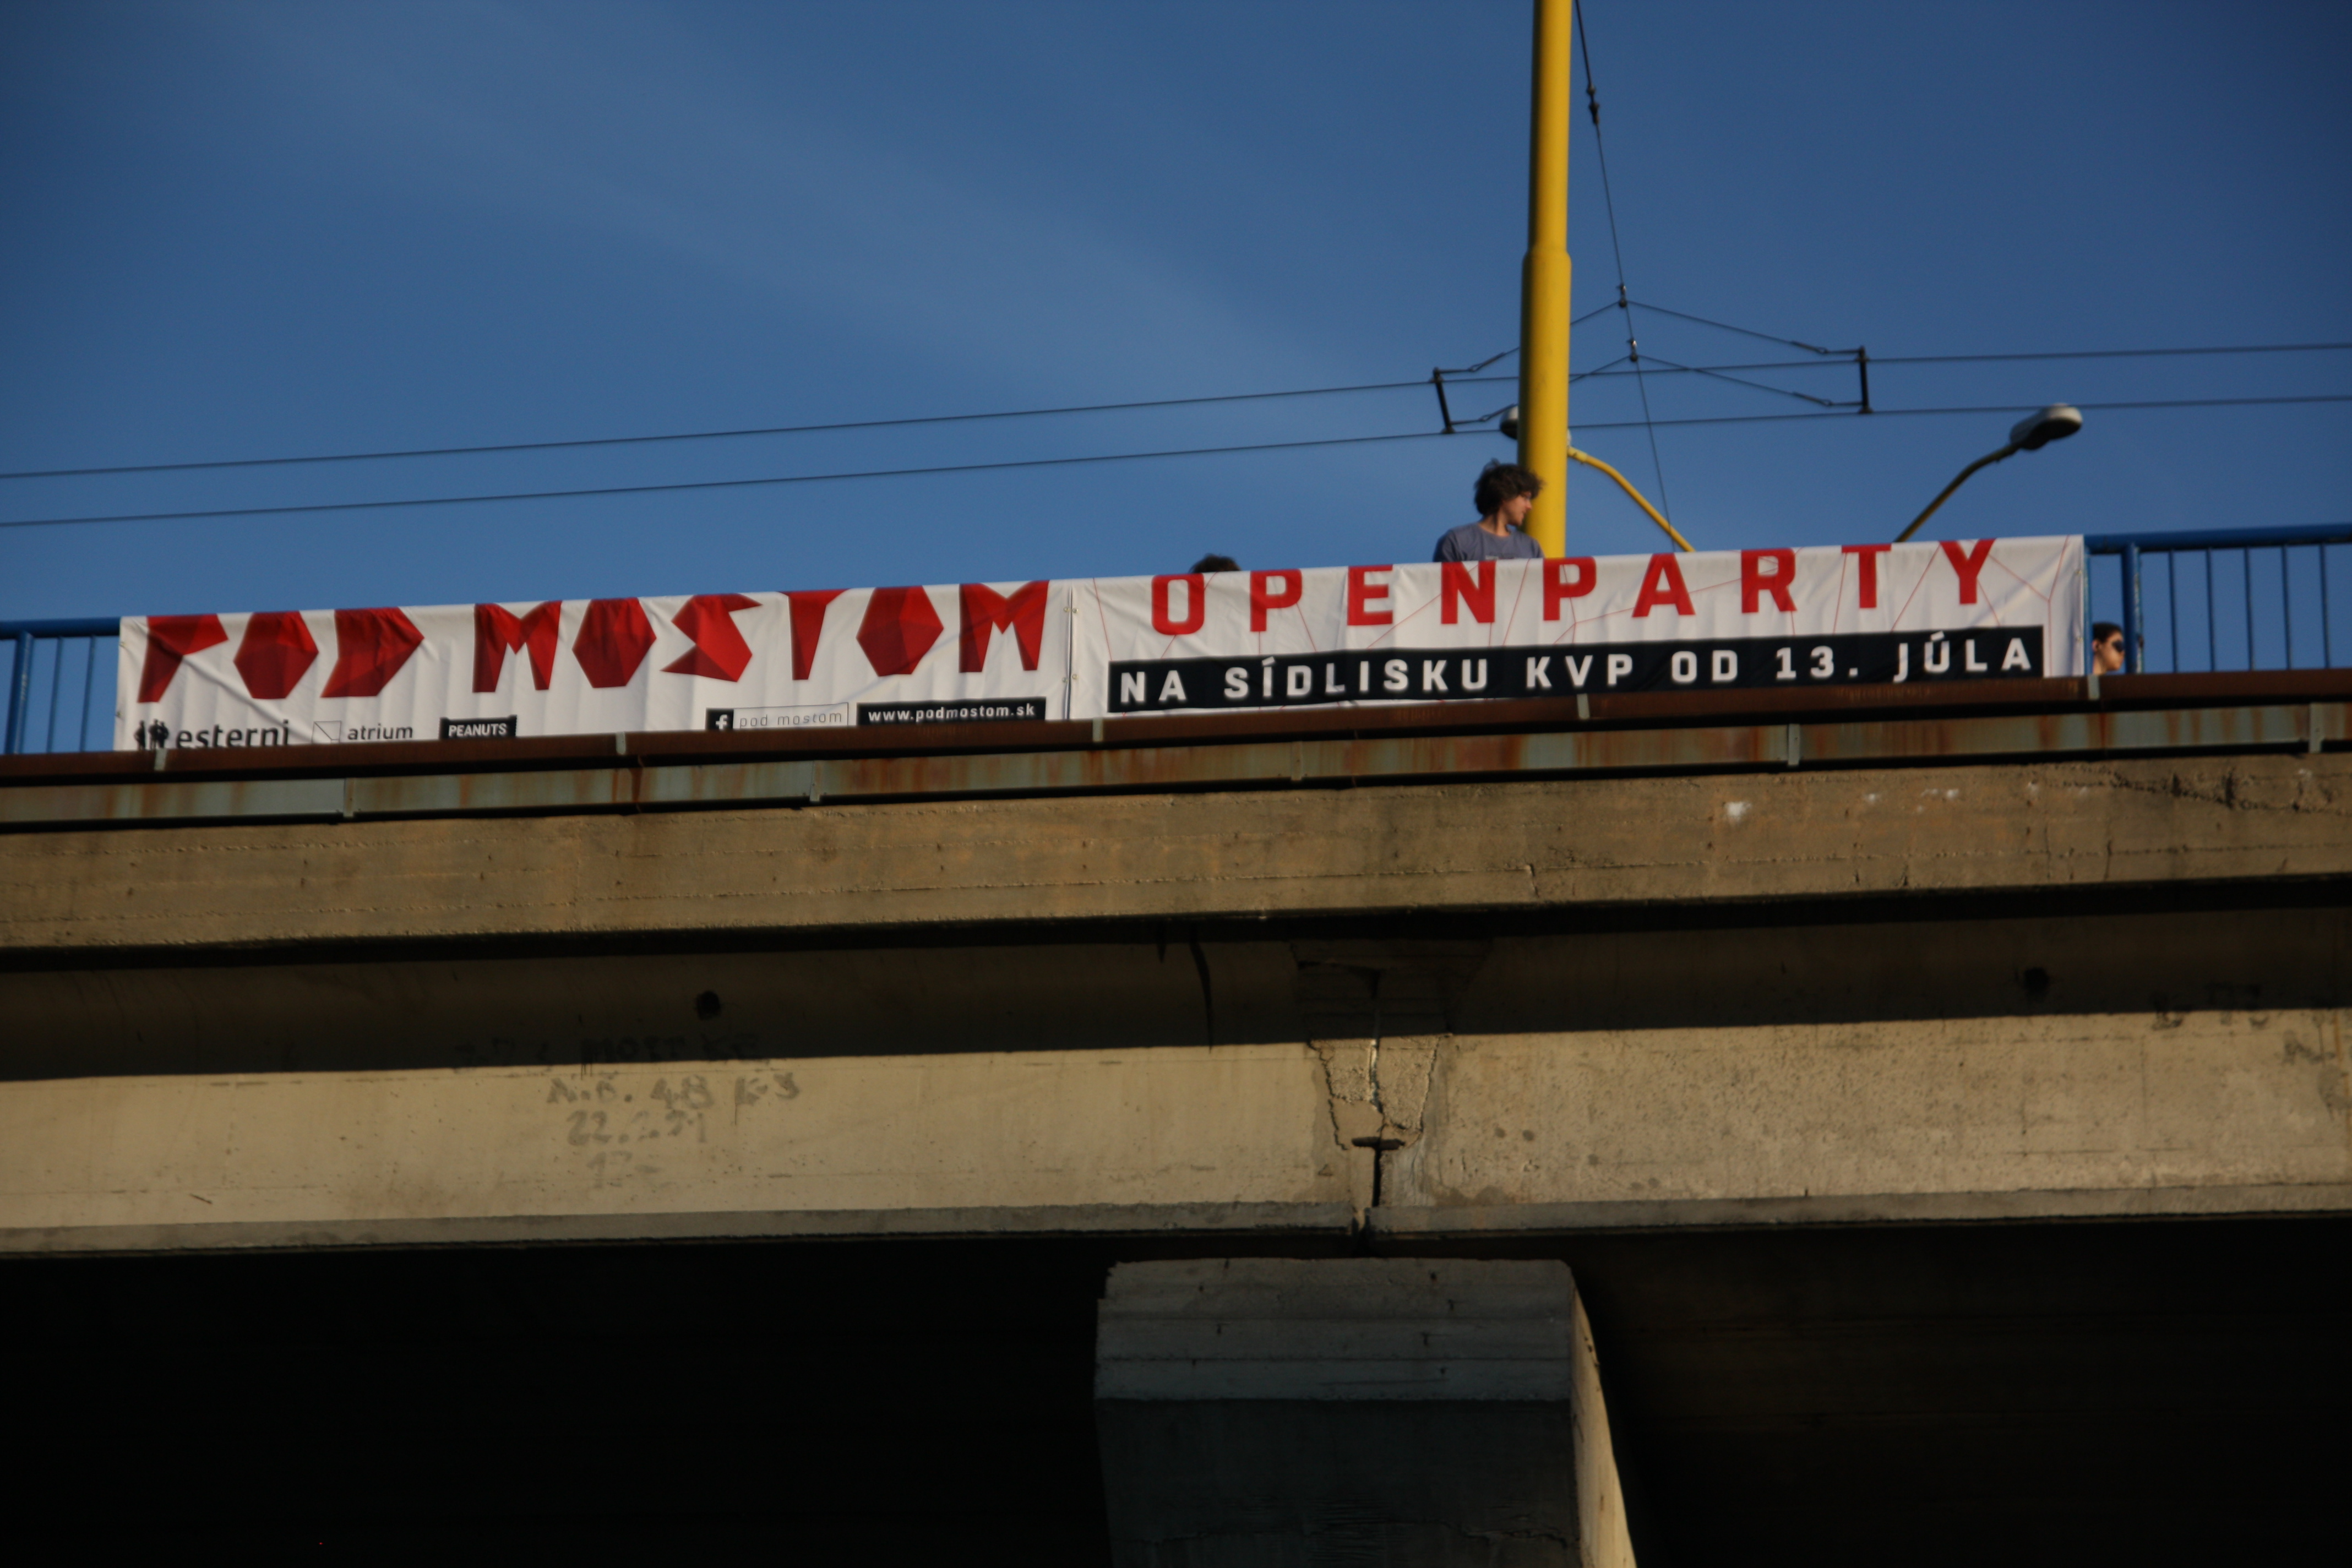 POD MOSTOM
esterni atrium PEANUTS
f pod mostom www.podmostom.sk
OPENPARTY
NA SÍDLISKU KVP OD 13. JÚLA